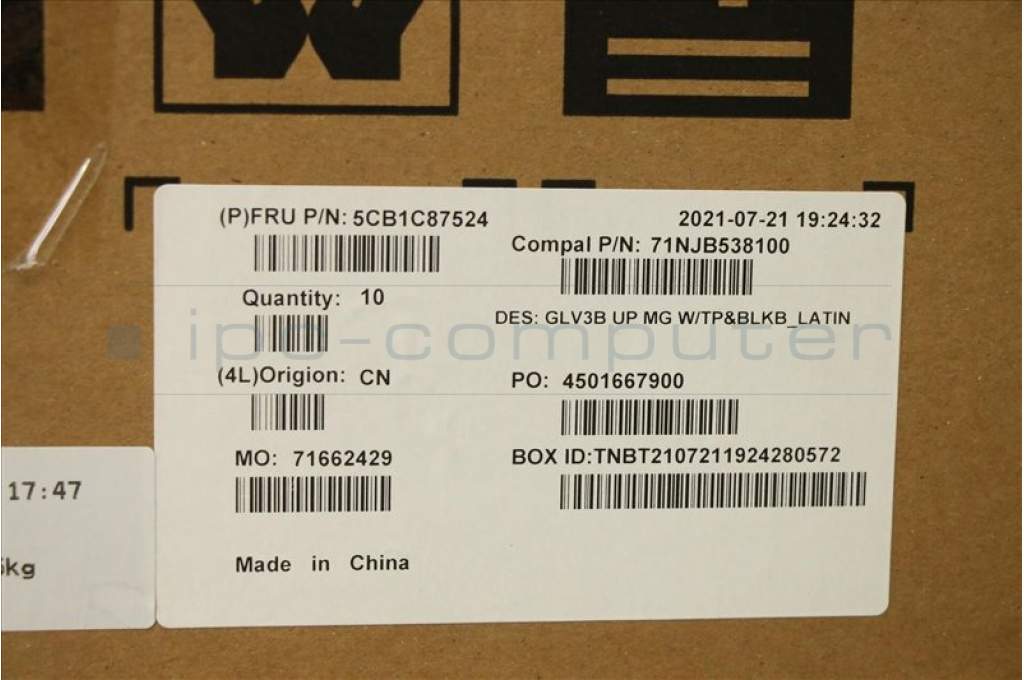 (P)FRU P/N: 5CB1C87524
2021-07-21 19:24:32
Compal P/N: 71NJB538100
Quantity: 10
DES: GLV3B UP MG W/TP&BLKB_LATIN
ipc-computer
(4L)Origion: CN
PO: 4501667900
MO: 71662429
BOX ID:TNBT2107211924280572
17:47
Made in China
kg